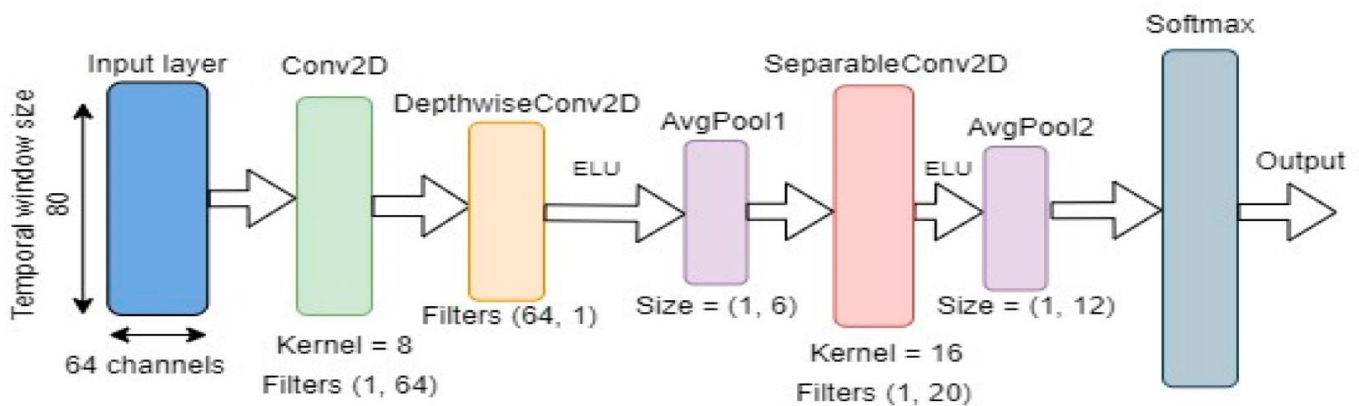 Temporal window size
80
Input layer
64 channels
Conv2D
Kernel = 8
Filters (1, 64)
DepthwiseConv2D
Filters (64, 1)
ELU
AvgPool1
Size = (1, 6)
SeparableConv2D
Kernel = 16
Filters (1, 20)
ELU
AvgPool2
Size = (1, 12)
Softmax
Output